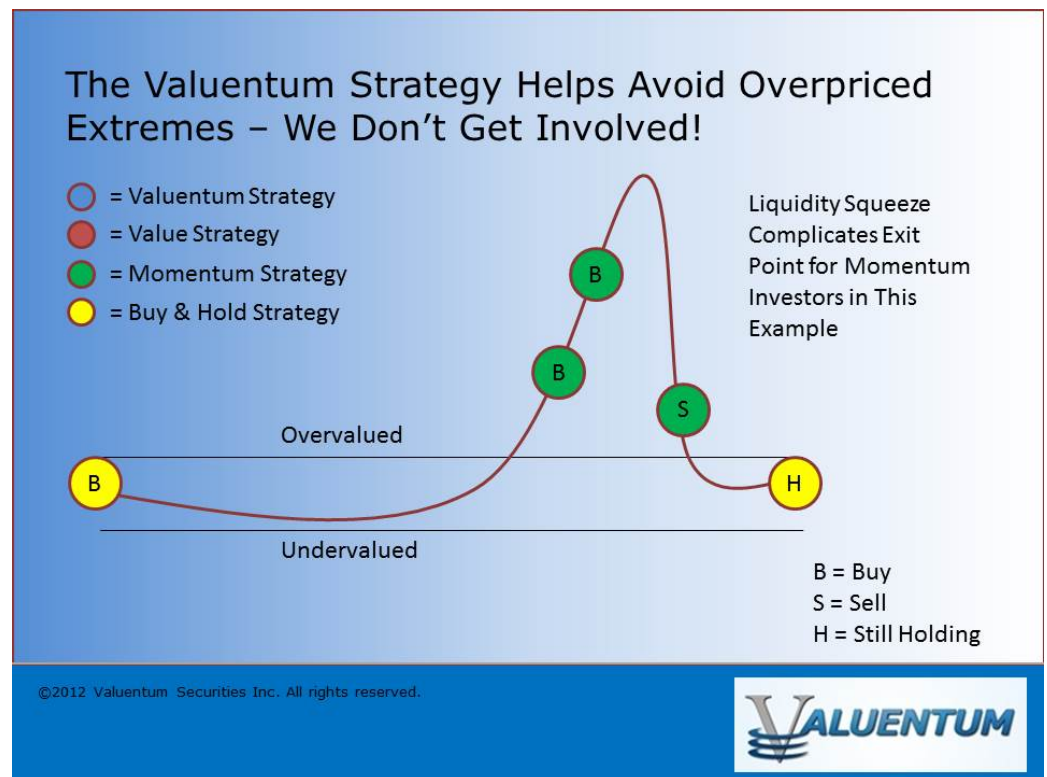 The Valuentum Strategy Helps Avoid Overpriced
Extremes – We Don't Get Involved!
= Valuentum Strategy
= Value Strategy
= Momentum Strategy
= Buy & Hold Strategy
Liquidity Squeeze
Complicates Exit
Point for Momentum
Investors in This
Example
B
B
S
Overvalued
B
H
Undervalued
B = Buy
S = Sell
H = Still Holding
©2012 Valuentum Securities Inc. All rights reserved.
VALUENTUM